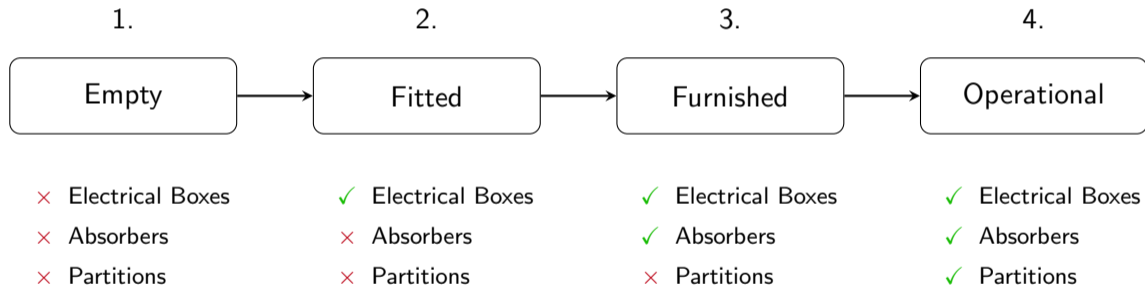 1.
2.
3.
4.
Empty
Fitted
Furnished
Operational
× Electrical Boxes
× Absorbers
× Partitions
✓ Electrical Boxes
× Absorbers
× Partitions
✓ Electrical Boxes
✓ Absorbers
× Partitions
✓ Electrical Boxes
✓ Absorbers
✓ Partitions